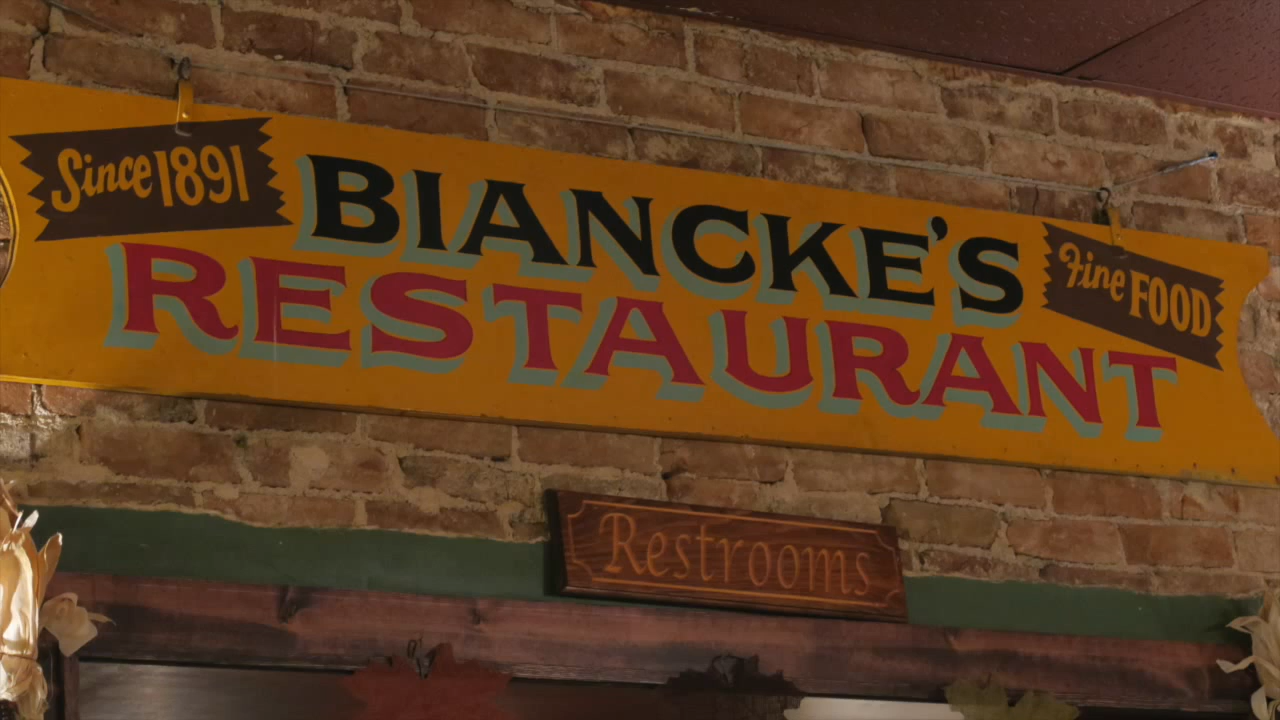 Since 1891
BIANCKE'S
Fine FOOD
RESTAURANT
Restrooms